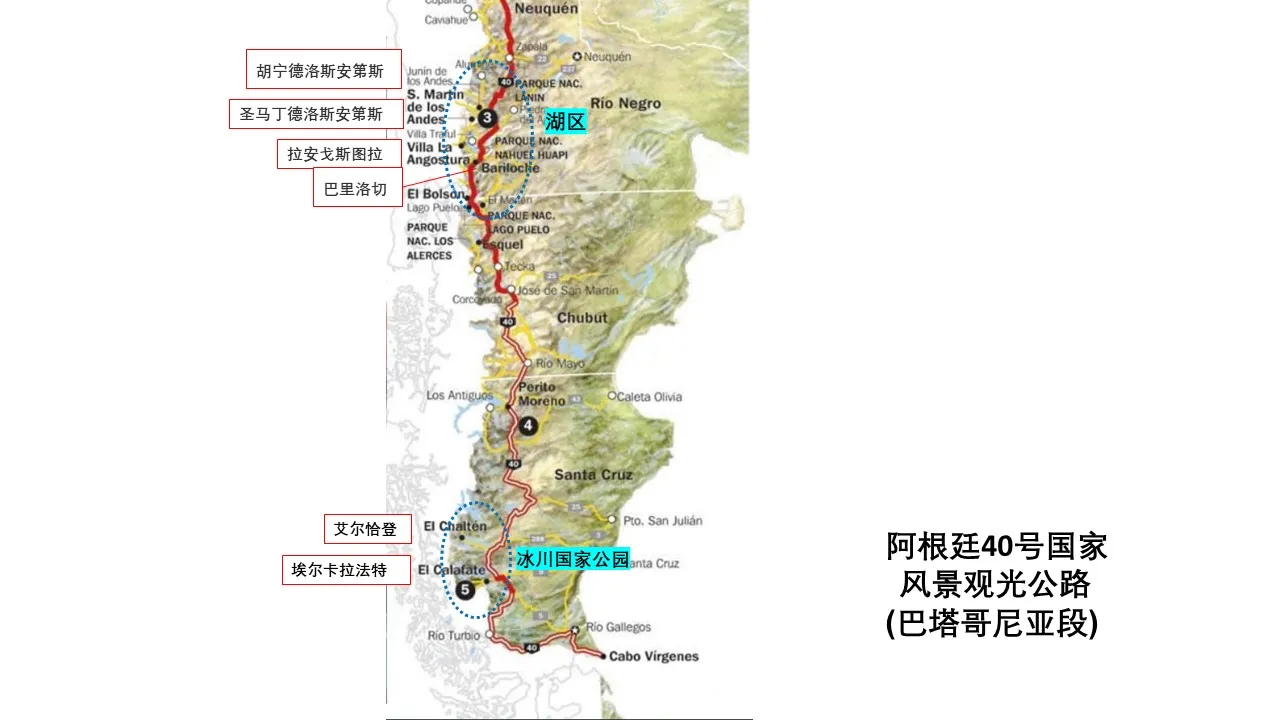 Copahue
Caviahue
Neuquén
Zapala
22
Neuquén
237
胡宁德洛斯安第斯
Junín de
los Andes
40
PARQUE NAC.
LANIN
圣马丁德洛斯安第斯
S. Martín
de los
Andes
3
湖区
Río Negro
拉安戈斯图拉
Villa Traful
Villa La
Angostura
PARQUE NAC.
NAHUEL HUAPI
巴里洛切
Bariloche
El Bolsón
Lago Puelo
El Maitén
PARQUE NAC.
LAGO PUELO
PARQUE
NAC. LOS
ALERCES
Esquel
Tecka
25
José de San Martín
Corcovado
40
Chubut
Río Mayo
Los Antiguos
Perito
Moreno
43
Caleta Olivia
4
40
Santa Cruz
25
Pto. San Julián
艾尔恰登
El Chaltén
288
3
埃尔卡拉法特
El Calafate
冰川国家公园
anta Cruz
5
5
Río Turbio
Río Gallegos
40
Cabo Vírgenes
阿根廷40号国家
风景观光公路
(巴塔哥尼亚段)